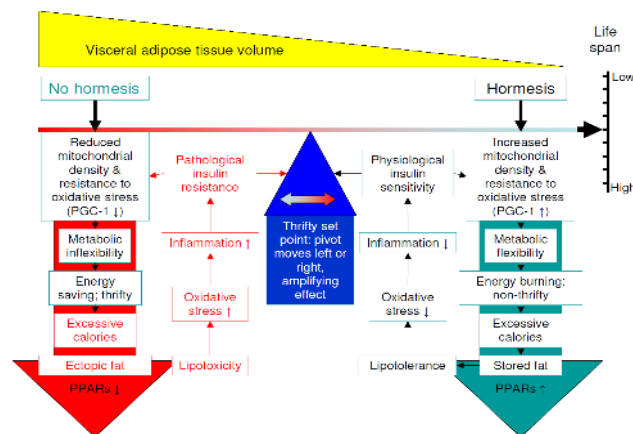 Visceral adipose tissue volume
Life
span
No hormesis
Hormesis
Low
High
Reduced
mitochondrial
density &
resistance to
oxidative stress
(PGC-1 ↓)
Pathological
insulin
resistance
Physiological
insulin
sensitivity
Increased
mitochondrial
density &
resistance to
oxidative stress
(PGC-1 ↑)
Thrifty set
point: pivot
moves left or
right,
amplifying
effect
Metabolic
inflexibility
Inflammation ↑
Inflammation ↓
Metabolic
flexibility
Energy
saving; thrifty
Oxidative
stress ↑
Oxidative
stress ↓
Energy burning;
non-thrifty
Excessive
calories
Excessive
calories
Ectopic fat
Lipotoxicity
Lipotolerance
Stored fat
PPARs ↓
PPARs ↑